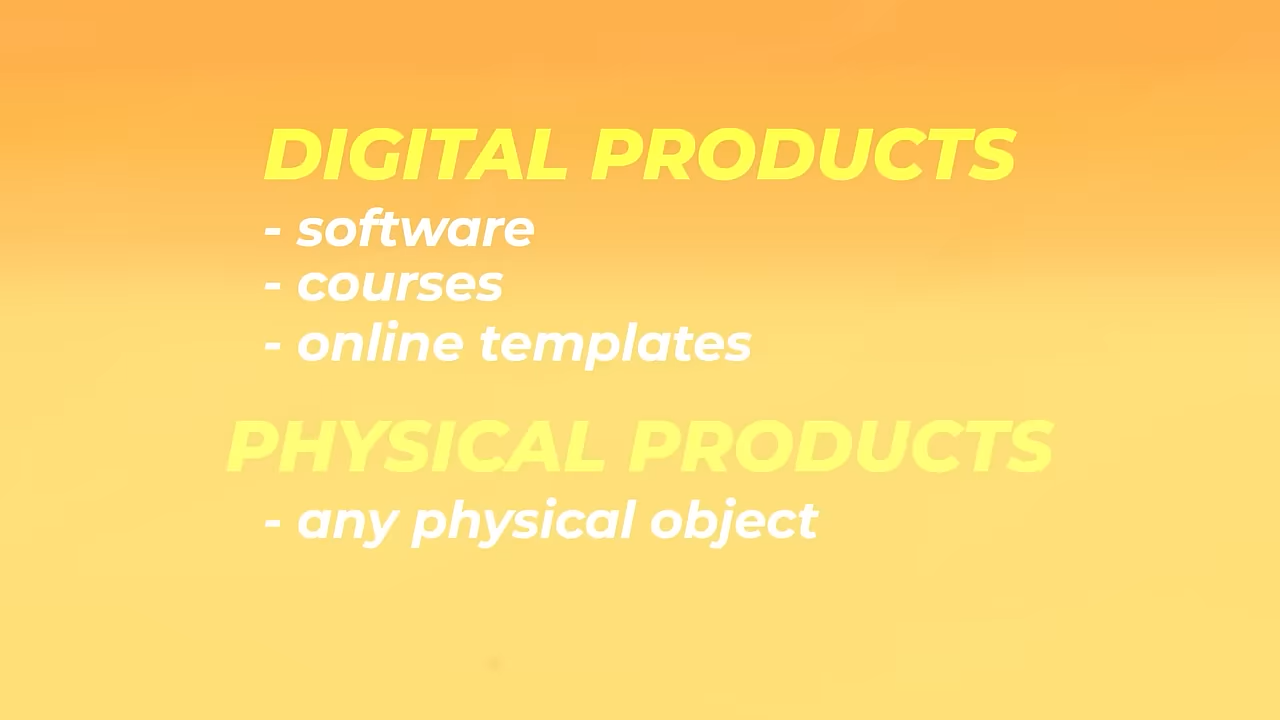 DIGITAL PRODUCTS
- software
- courses
- online templates
PHYSICAL PRODUCTS
- any physical object